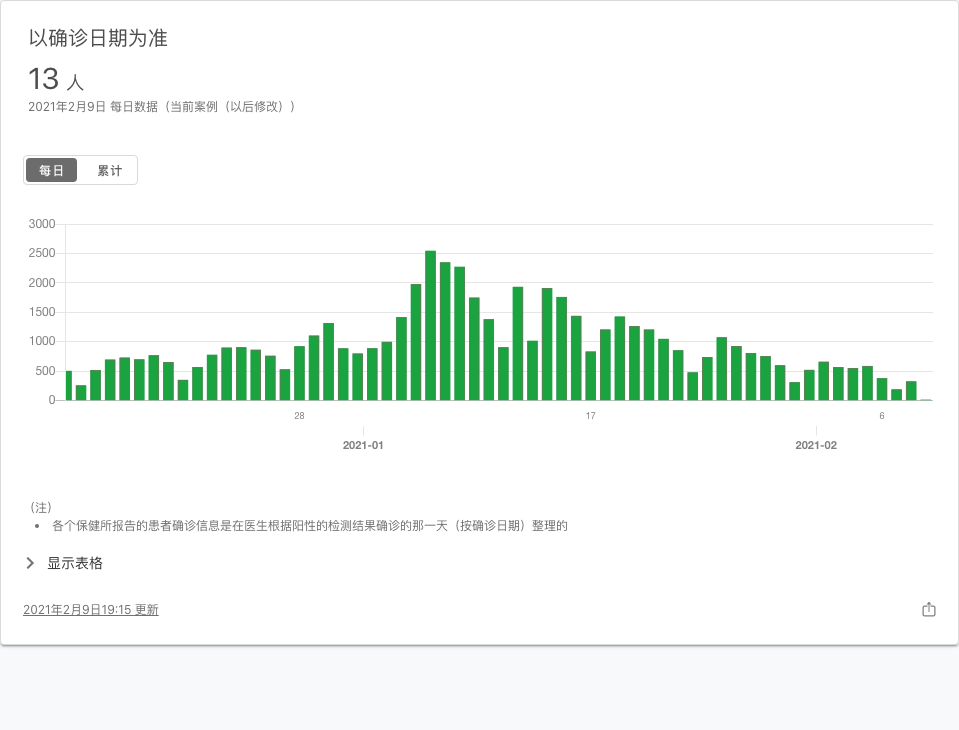 以确诊日期为准
13 人
2021年2月9日 每日数据（当前案例（以后修改））
每日 累计
3000
2500
2000
1500
1000
500
0
28 17 6
2021-01 2021-02
（注）
• 各个保健所报告的患者确诊信息是在医生根据阳性的检测结果确诊的那一天（按确诊日期）整理的
显示表格
2021年2月9日19:15 更新